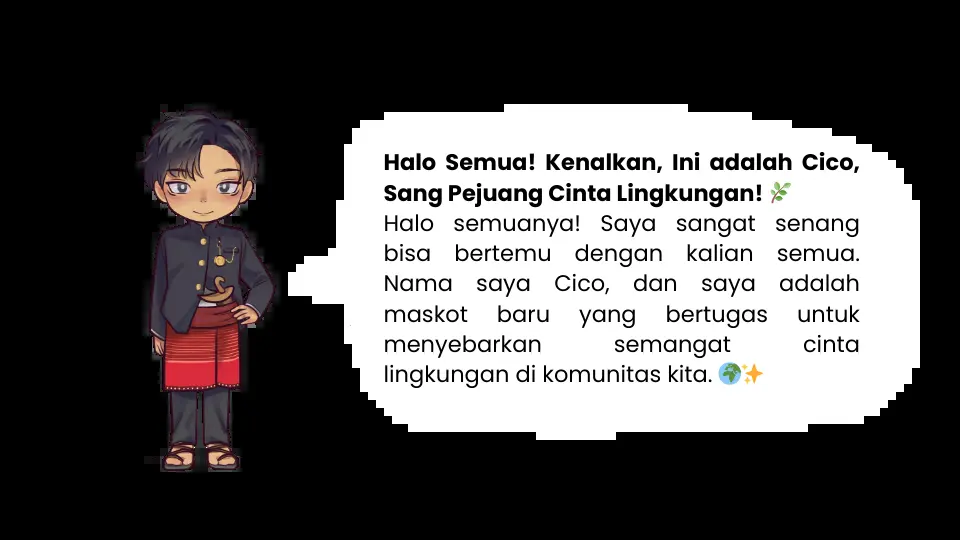 Halo Semua! Kenalkan, Ini adalah Cico,
Sang Pejuang Cinta Lingkungan! 🌿
Halo semuanya! Saya sangat senang
bisa bertemu dengan kalian semua.
Nama saya Cico, dan saya adalah
maskot baru yang bertugas untuk
menyebarkan semangat cinta
lingkungan di komunitas kita. 🌍✨